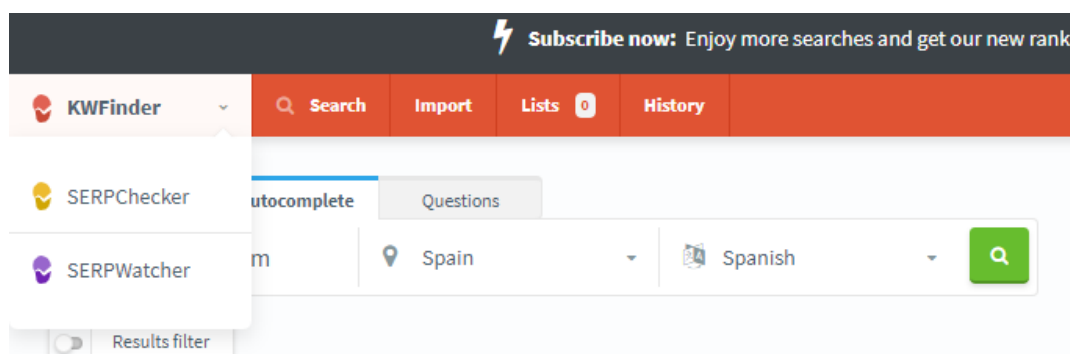 Subscribe now: Enjoy more searches and get our new rank
KWFinder Search Import Lists 0 History
SERPChecker
utocomplete Questions
m Spain Spanish
SERPWatcher
Results filter